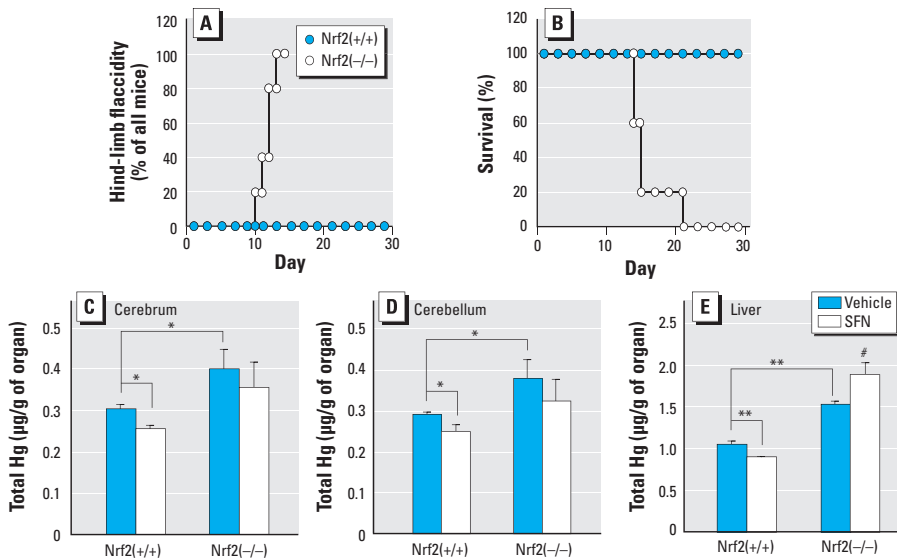 A
Nrf2(+/+)
Nrf2(−/−)
Hind-limb flaccidity
(% of all mice)
120
100
80
60
40
20
0
0
10
20
30
Day
B
Survival (%)
120
100
80
60
40
20
0
0
10
20
30
Day
C
Cerebrum
Total Hg (µg/g of organ)
0.5
0.4
0.3
0.2
0.1
0
*
*
Nrf2(+/+)
Nrf2(−/−)
D
Cerebellum
Total Hg (µg/g of organ)
0.5
0.4
0.3
0.2
0.1
0
*
*
Nrf2(+/+)
Nrf2(−/−)
E
Liver
Vehicle
SFN
Total Hg (µg/g of organ)
2.5
2.0
1.5
1.0
0.5
0
**
**
#
Nrf2(+/+)
Nrf2(−/−)